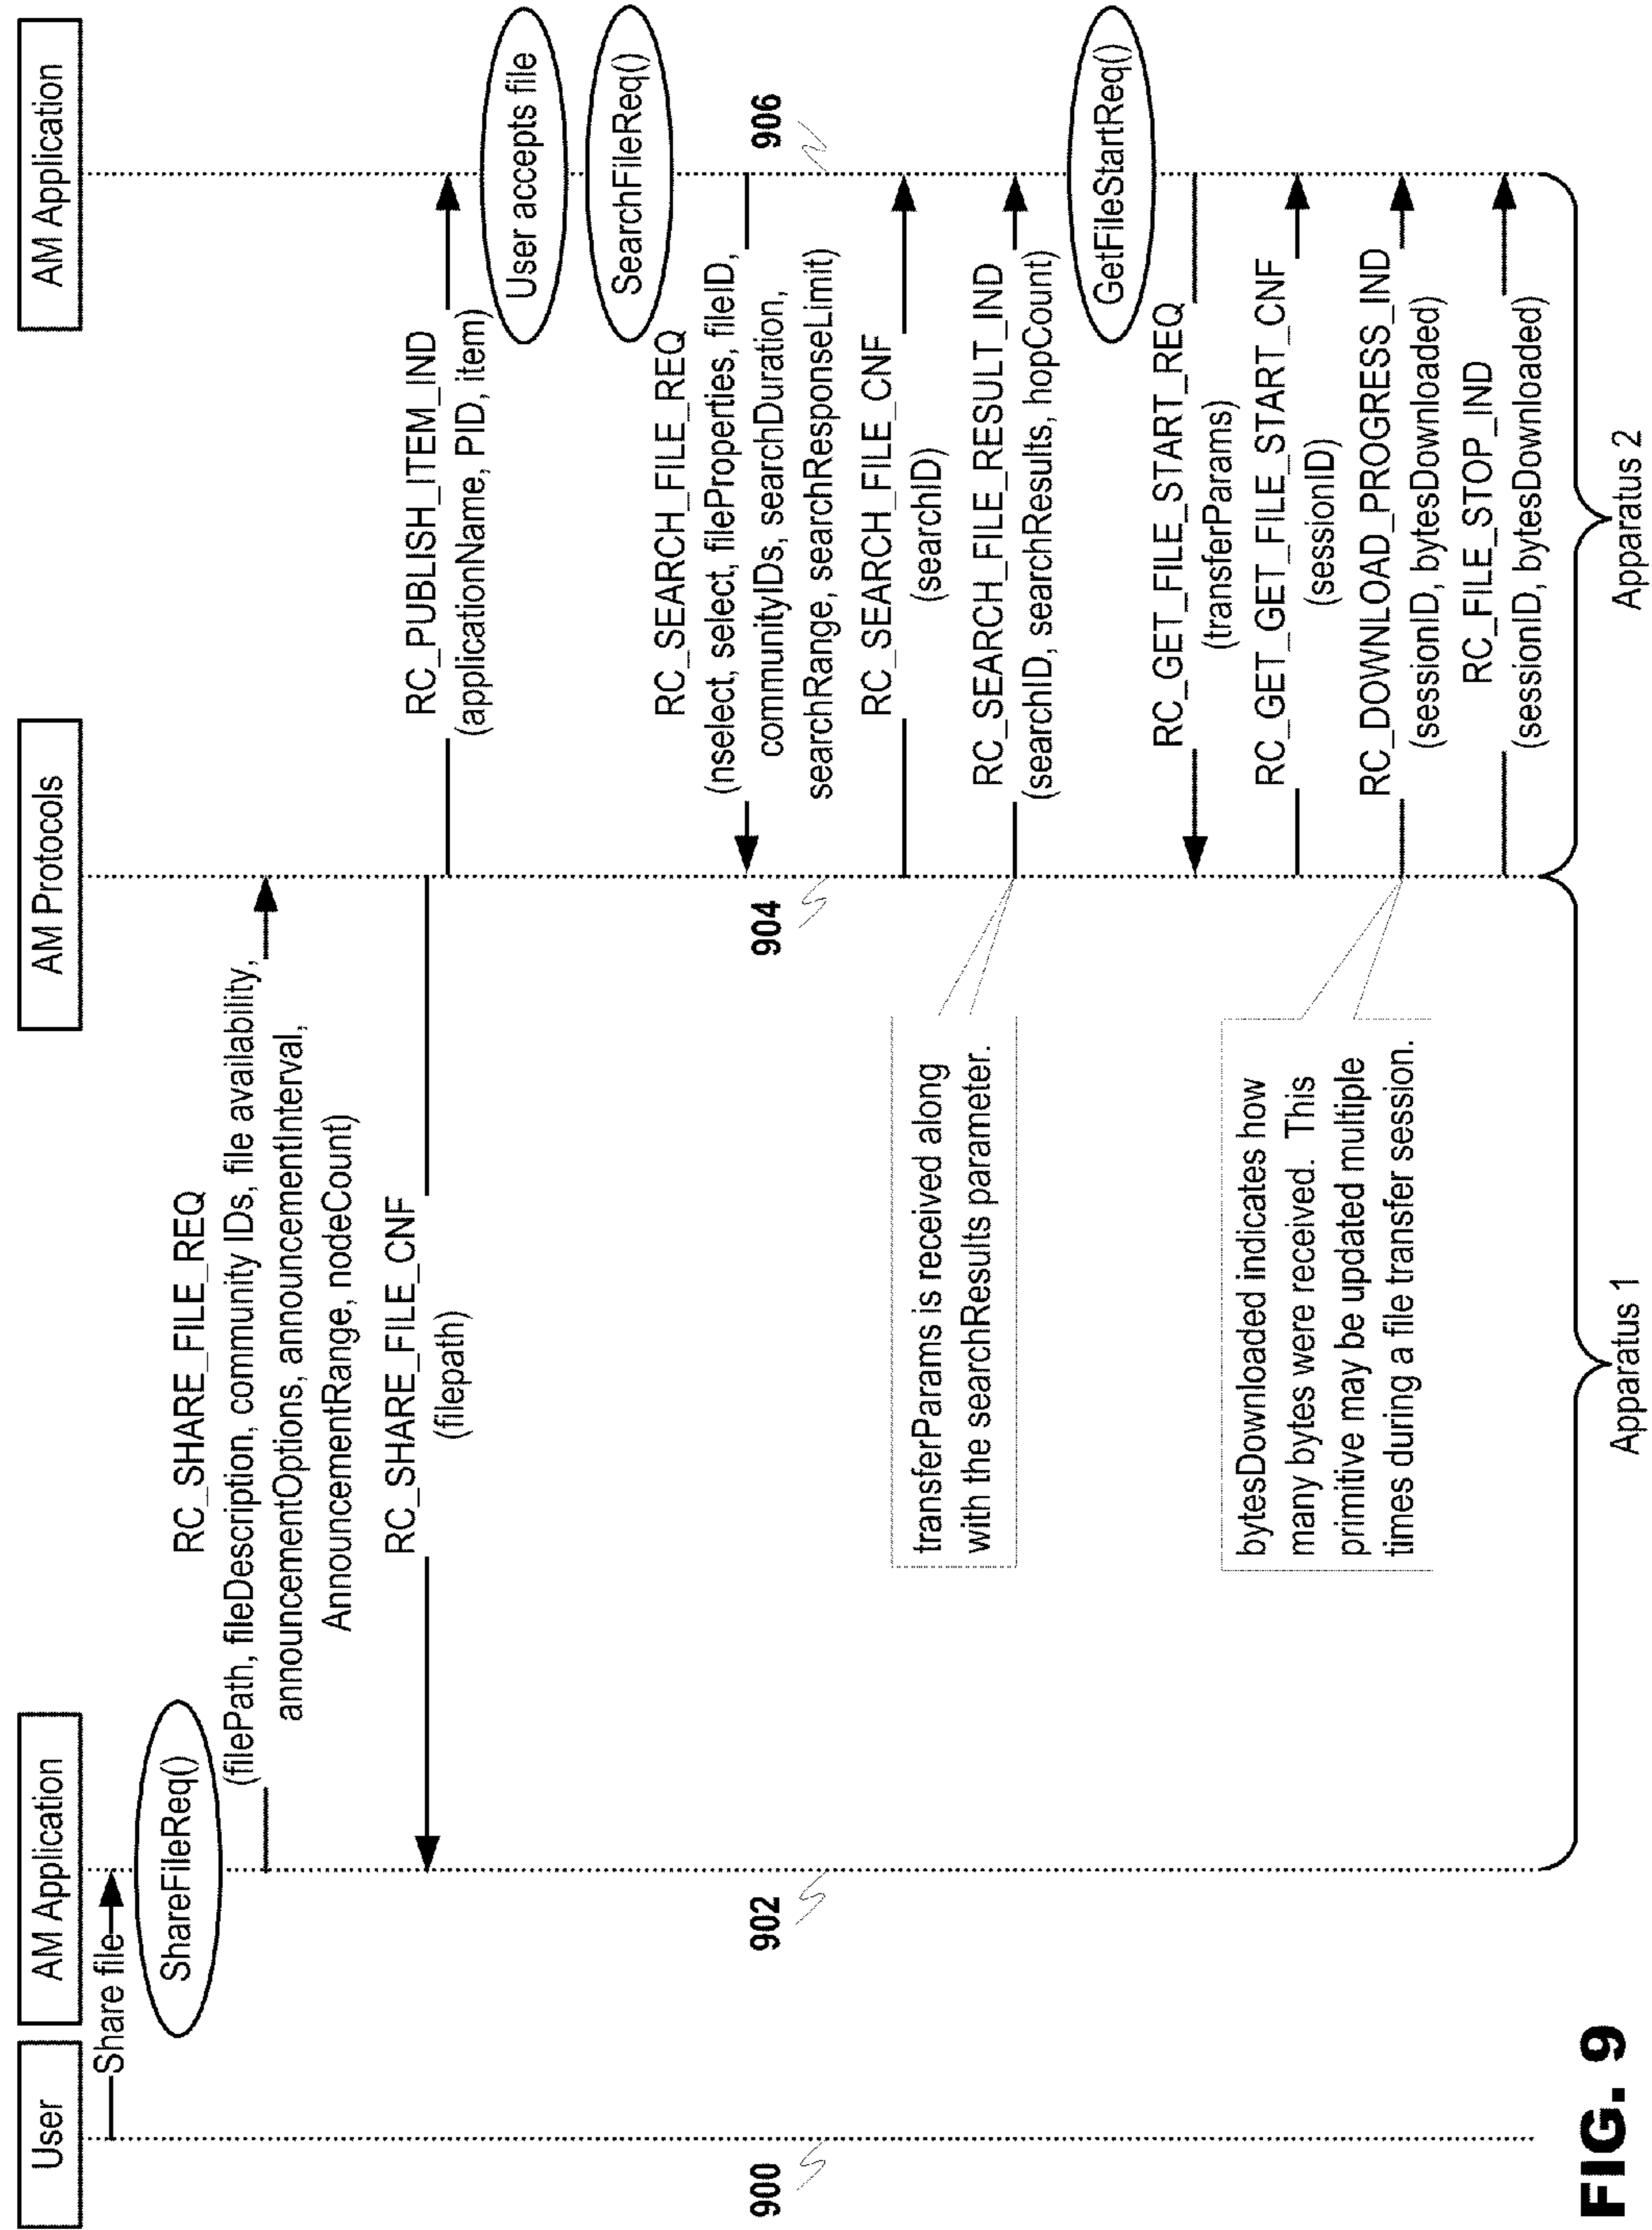 User
AM Application
AM Protocols
AM Application
Share file
ShareFileReq()
RC_SHARE_FILE_REQ
(filePath, fileDescription, community IDs, file availability,
announcementOptions, announcementInterval,
AnnouncementRange, nodeCount)
RC_SHARE_FILE_CNF
(filepath)
RC_PUBLISH_ITEM_IND
(applicationName, PID, item)
User accepts file
SearchFileReq()
RC_SEARCH_FILE_REQ
(nselect, select, fileProperties, fileID,
communityIDs, searchDuration,
searchRange, searchResponseLimit)
900
902
904
906
RC_SEARCH_FILE_CNF
(searchID)
RC_SEARCH_FILE_RESULT_IND
(searchID, searchResults, hopCount)
transferParams is received along
with the searchResults parameter.
GetFileStartReq()
RC_GET_FILE_START_REQ
(transferParams)
RC_GET_GET_FILE_START_CNF
(sessionID)
RC_DOWNLOAD_PROGRESS_IND
(sessionID, bytesDownloaded)
bytesDownloaded indicates how
many bytes were received. This
primitive may be updated multiple
times during a file transfer session.
RC_FILE_STOP_IND
(sessionID, bytesDownloaded)
Apparatus 1
Apparatus 2
FIG. 9